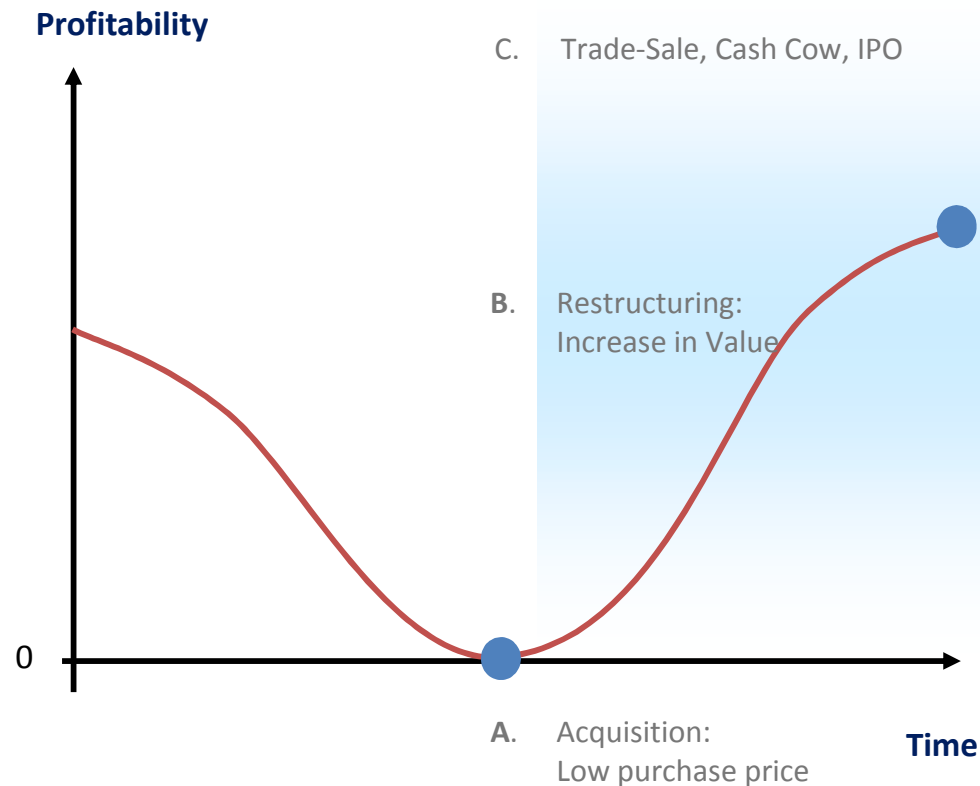 Profitability
C. Trade-Sale, Cash Cow, IPO
B. Restructuring:
Increase in Value
0
A. Acquisition:
Low purchase price
Time